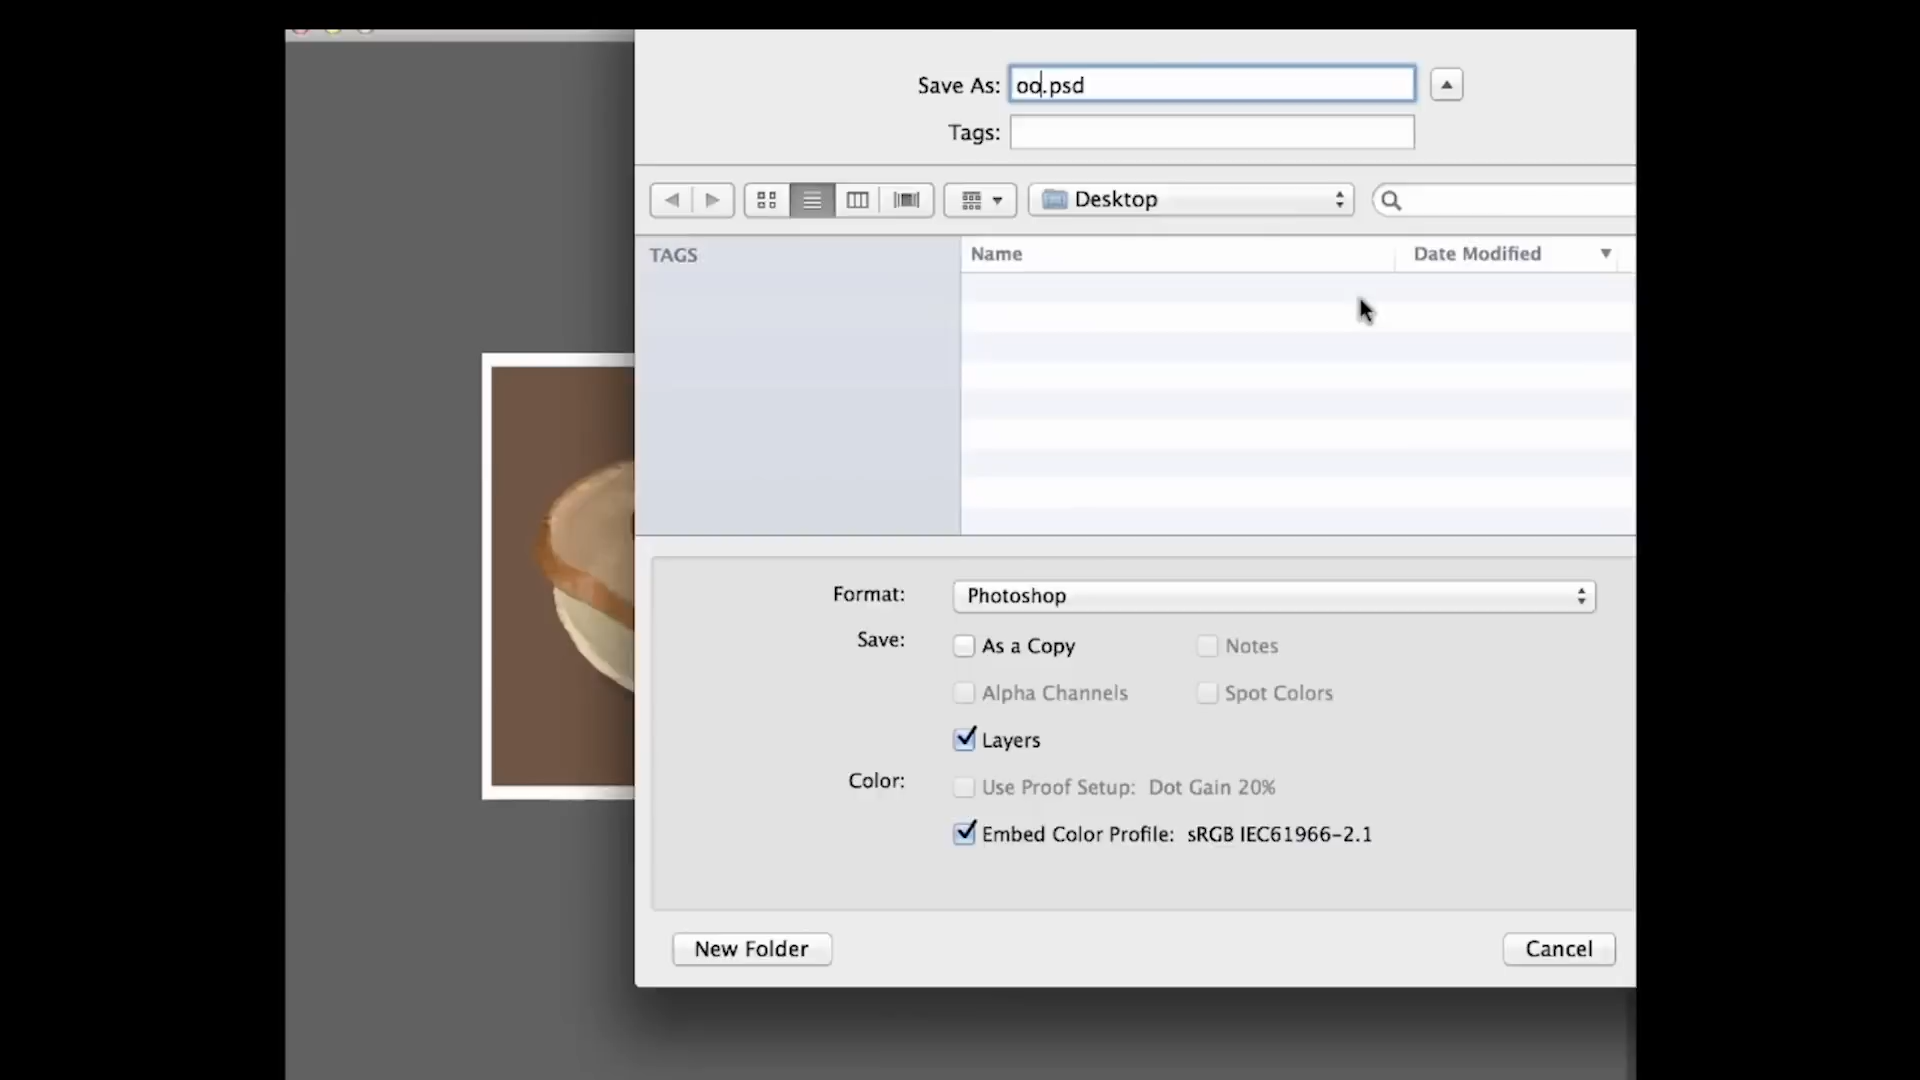 Save As: oo.psd
Tags:
Desktop
TAGS
Name Date Modified
Format: Photoshop
Save: As a Copy Notes
Alpha Channels Spot Colors
Layers
Color: Use Proof Setup: Dot Gain 20%
Embed Color Profile: sRGB IEC61966-2.1
New Folder Cancel